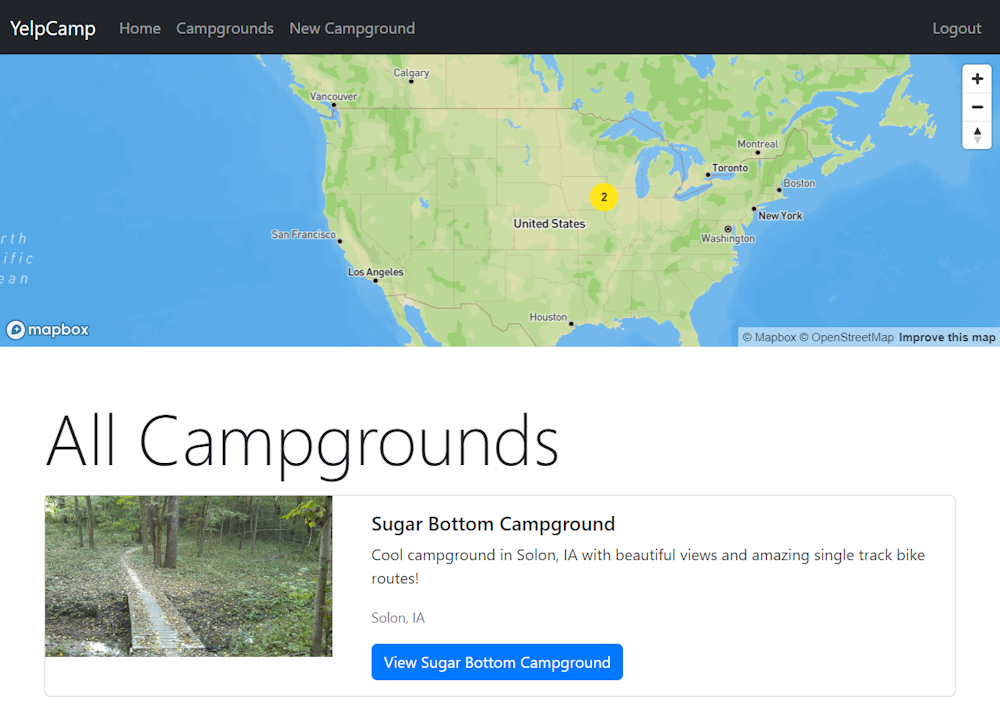 YelpCamp Home Campgrounds New Campground Logout
Calgary
Vancouver
Montreal
Toronto
Boston
2
New York
United States
San Francisco
Washington
rth
ific
ean
Los Angeles
Houston
mapbox
© Mapbox © OpenStreetMap Improve this map
All Campgrounds
Sugar Bottom Campground
Cool campground in Solon, IA with beautiful views and amazing single track bike
routes!
Solon, IA
View Sugar Bottom Campground